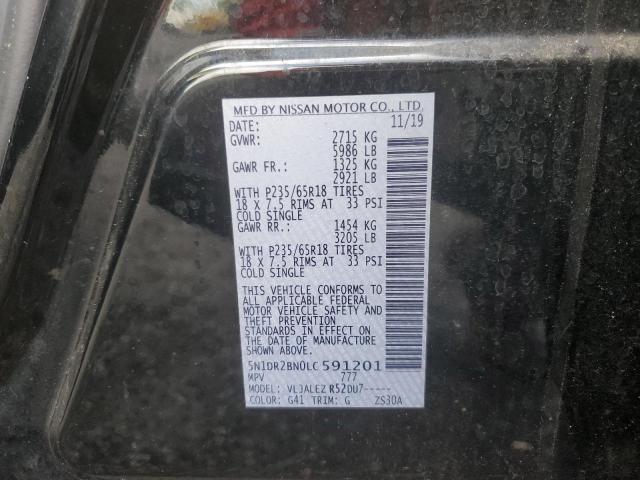 MFD BY NISSAN MOTOR CO., LTD.
DATE: 11/19
GVWR: 2715 KG
5986 LB
GAWR FR.: 1325 KG
2921 LB
WITH P235/65R18 TIRES
18 X 7.5 RIMS AT 33 PSI
COLD SINGLE
GAWR RR.: 1454 KG
3205 LB
WITH P235/65R18 TIRES
18 X 7.5 RIMS AT 33 PSI
COLD SINGLE
THIS VEHICLE CONFORMS TO
ALL APPLICABLE FEDERAL
MOTOR VEHICLE SAFETY AND
THEFT PREVENTION
STANDARDS IN EFFECT ON
THE DATE OF MANUFACTURE
SHOWN ABOVE.
5N1DR2BN0LC591201
MPV 777
MODEL: VLJALEZ R52DU7-----
COLOR: G41 TRIM: G ZS30A